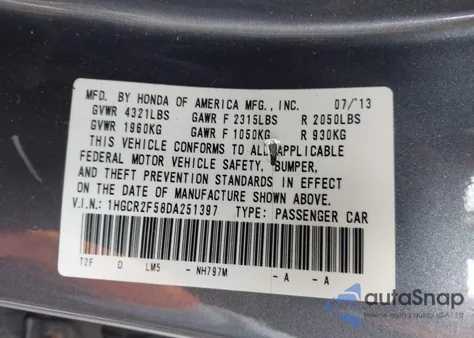 MFD. BY HONDA OF AMERICA MFG., INC. 07/'13
GVWR 4321LBS GAWR F 2315LBS R 2050LBS
GVWR 1960KG GAWR F 1050KG R 930KG
THIS VEHICLE CONFORMS TO ALL APPLICABLE
FEDERAL MOTOR VEHICLE SAFETY, BUMPER,
AND THEFT PREVENTION STANDARDS IN EFFECT
ON THE DATE OF MANUFACTURE SHOWN ABOVE.
V.I.N.: 1HGCR2F58DA251397 TYPE: PASSENGER CAR
T2F D LM5 - NH797M - A - A
autoSnap